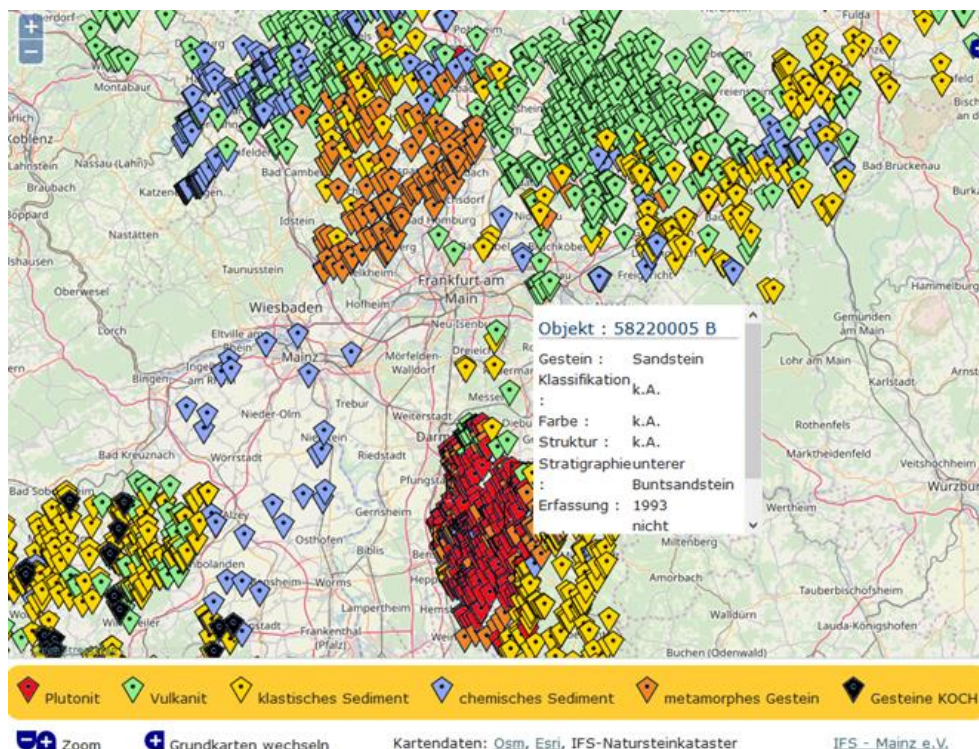 Fulda
Montabaur
Koblenz
Lahnstein
Nassau (Lahn)
Braubach
Boppard
Nastätten
Bad Camberg
Idstein
Bad Brückenau
Bad Homburg
Taunusstein
Oberwesel
Hammelburg
Wiesbaden
Hofheim
Frankfurt am
Main
Freigericht
Gemünden
am Main
Lorch
Eltville am
Mainz
Bingen
Mörfelden-
Walldorf
Dreieich
Lohr am Main
Karlstadt
Trebur
Messel
Nieder-Olm
Weiterstadt
Rothenfels
Bad Kreuznach
Wörrstadt
Riedstadt
Marktheidenfeld
Veitshöchheim
Würzburg
Gernsheim
Wertheim
Alzey
Osthofen
Biblis
Miltenberg
Worms
Amorbach
Tauberbischofsheim
Lampertheim
Walldürn
Lauda-Königshofen
Frankenthal
(Pfalz)
Buchen (Odenwald)
Objekt : 58220005 B
Gestein : Sandstein
Klassifikation
: k.A.
Farbe : k.A.
Struktur : k.A.
Stratigraphie unterer
: Buntsandstein
Erfassung : 1993
nicht
Plutonit Vulkanit klastisches Sediment chemisches Sediment metamorphes Gestein Gesteine KOCH
Zoom Grundkarten wechseln Kartendaten: Osm, Esri, IFS-Natursteinkataster IFS - Mainz e.V.